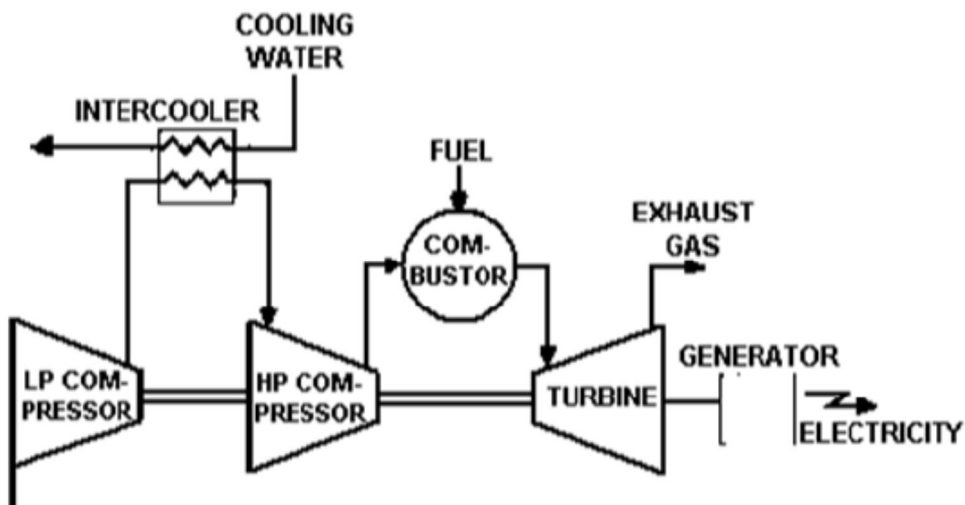 COOLING
WATER
INTERCOOLER
FUEL
EXHAUST
GAS
COM-
BUSTOR
GENERATOR
LP COM-
PRESSOR
HP COM-
PRESSOR
TURBINE
ELECTRICITY